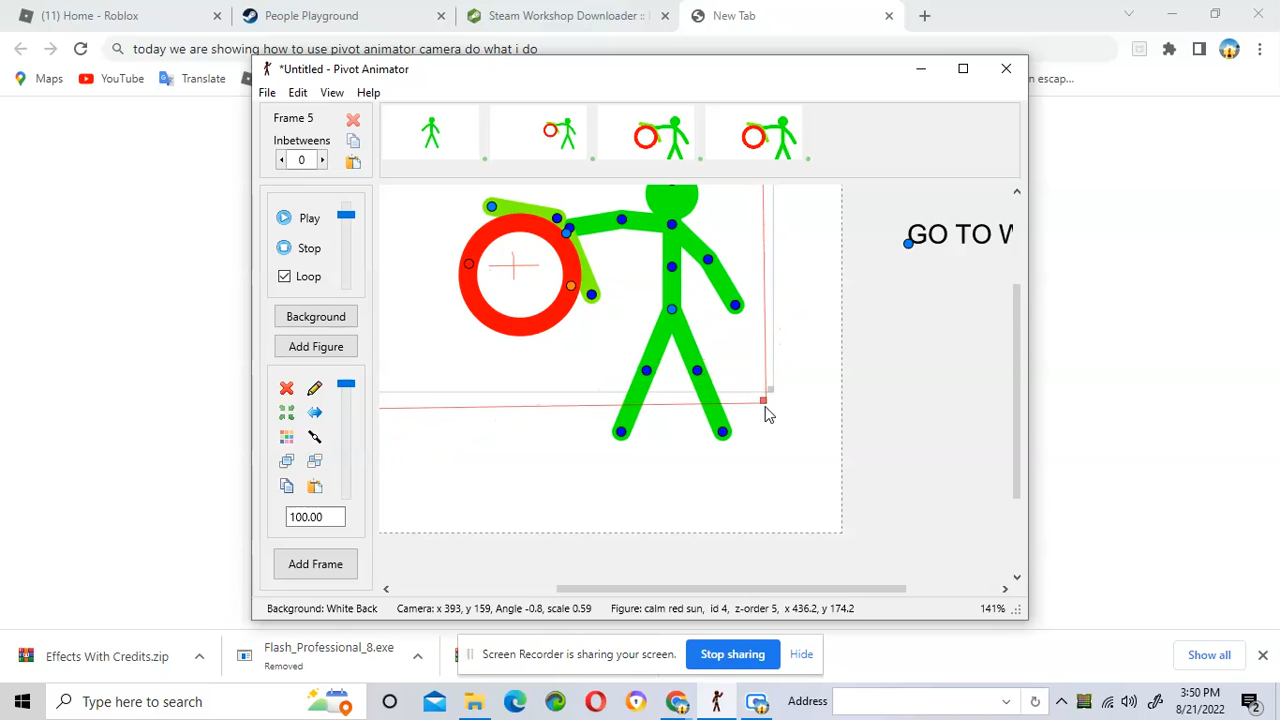 (11) Home - Roblox
People Playground
Steam Workshop Downloader ::
New Tab
today we are showing how to use pivot animator camera do what i do
Maps
YouTube
Translate
en escap...
*Untitled - Pivot Animator
File Edit View Help
Frame 5
Inbetweens
0
Play
Stop
Loop
Background
Add Figure
100.00
Add Frame
GO TO W
Background: White Back
Camera: x 393, y 159, Angle -0.8, scale 0.59
Figure: calm red sun, id 4, z-order 5, x 436.2, y 174.2
141%
Effects With Credits.zip
Flash_Professional_8.exe
Removed
Screen Recorder is sharing your screen.
Stop sharing
Hide
Show all
Type here to search
Address
3:50 PM
8/21/2022
2